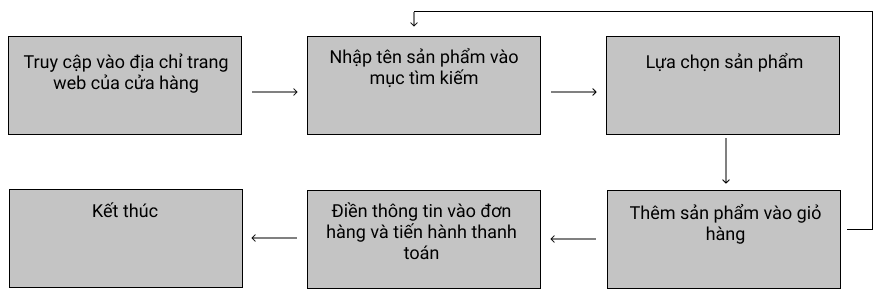 Truy cập vào địa chỉ trang
web của cửa hàng
Nhập tên sản phẩm vào
mục tìm kiếm
Lựa chọn sản phẩm
Thêm sản phẩm vào giỏ
hàng
Điền thông tin vào đơn
hàng và tiến hành thanh
toán
Kết thúc